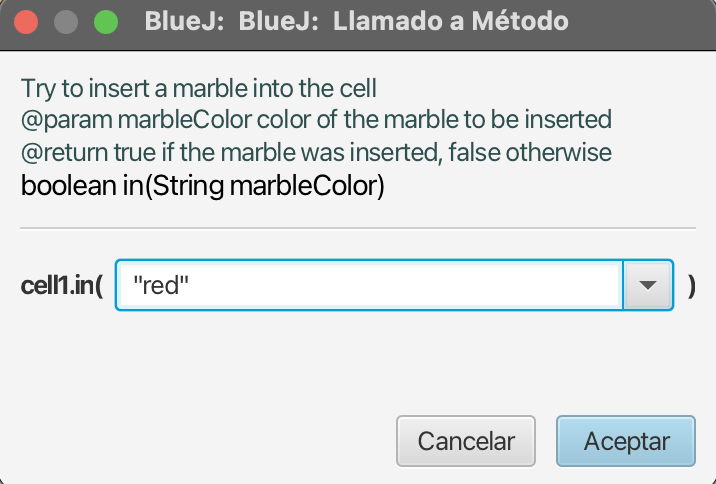 BlueJ:  BlueJ:  Llamado a Método
Try to insert a marble into the cell
@param marbleColor color of the marble to be inserted
@return true if the marble was inserted, false otherwise
boolean in(String marbleColor)
cell1.in( "red" )
Cancelar Aceptar